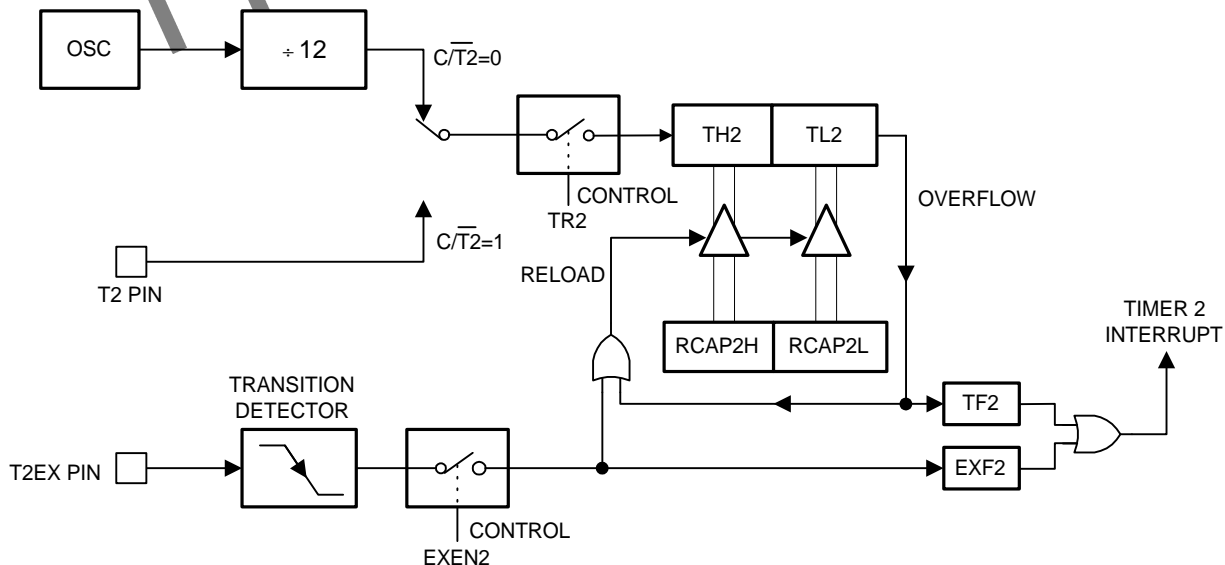 OSC
÷ 12
C/T2=0
TH2
TL2
CONTROL
TR2
OVERFLOW
C/T2=1
T2 PIN
RELOAD
RCAP2H
RCAP2L
TIMER 2
INTERRUPT
TRANSITION
DETECTOR
TF2
T2EX PIN
EXF2
CONTROL
EXEN2